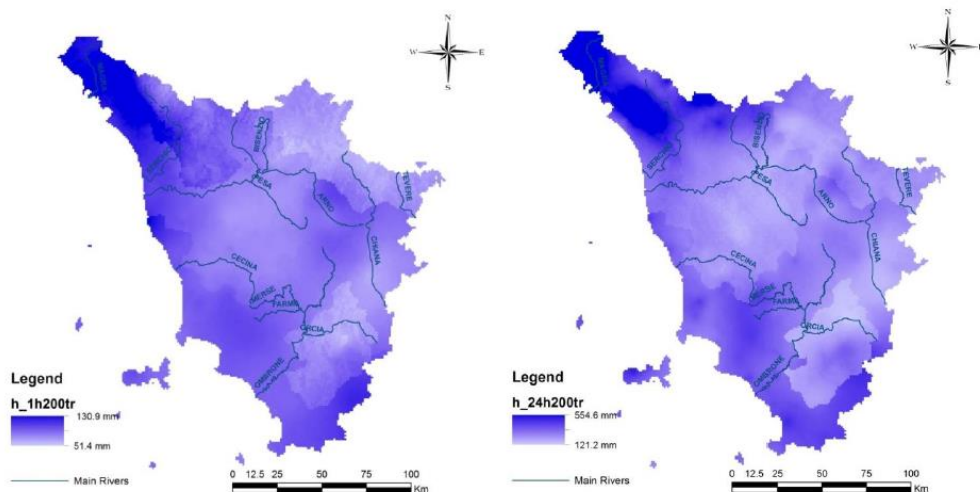 N
W E
S
MAGRA
SERCHIO
BISENZIO
PESA
ARNO
TEVERE
CHIANA
CECINA
MERSE
FARMA
ORCIA
OMBRONE
Legend
h_1h200tr
130.9 mm
51.4 mm
Main Rivers
0 12.5 25 50 75 100
Km
N
W E
S
MAGRA
SERCHIO
BISENZIO
PESA
ARNO
TEVERE
CHIANA
CECINA
MERSE
FARMA
ORCIA
OMBRONE
Legend
h_24h200tr
554.6 mm
121.2 mm
Main Rivers
0 12.5 25 50 75 100
Km